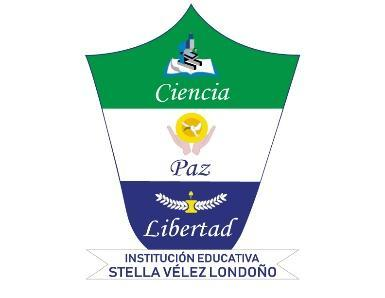 Ciencia
Paz
Libertad
INSTITUCIÓN EDUCATIVA
STELLA VÉLEZ LONDOÑO